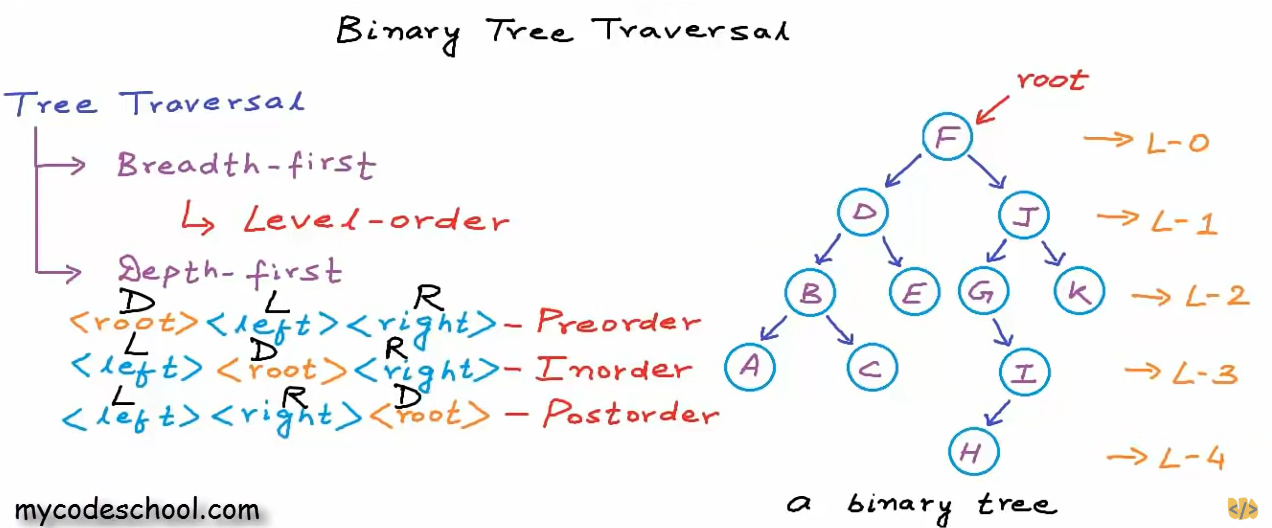 Binary Tree Traversal
Tree Traversal
Breadth-first
Level-order
Depth-first
D L R
<root><left><right> - Preorder
L D R
<left> <root> <right> - Inorder
L R D
<left> <right> <root> - Postorder
root
F → L-0
D J → L-1
B E G K → L-2
A C I → L-3
H → L-4
a binary tree
mycodeschool.com
</>